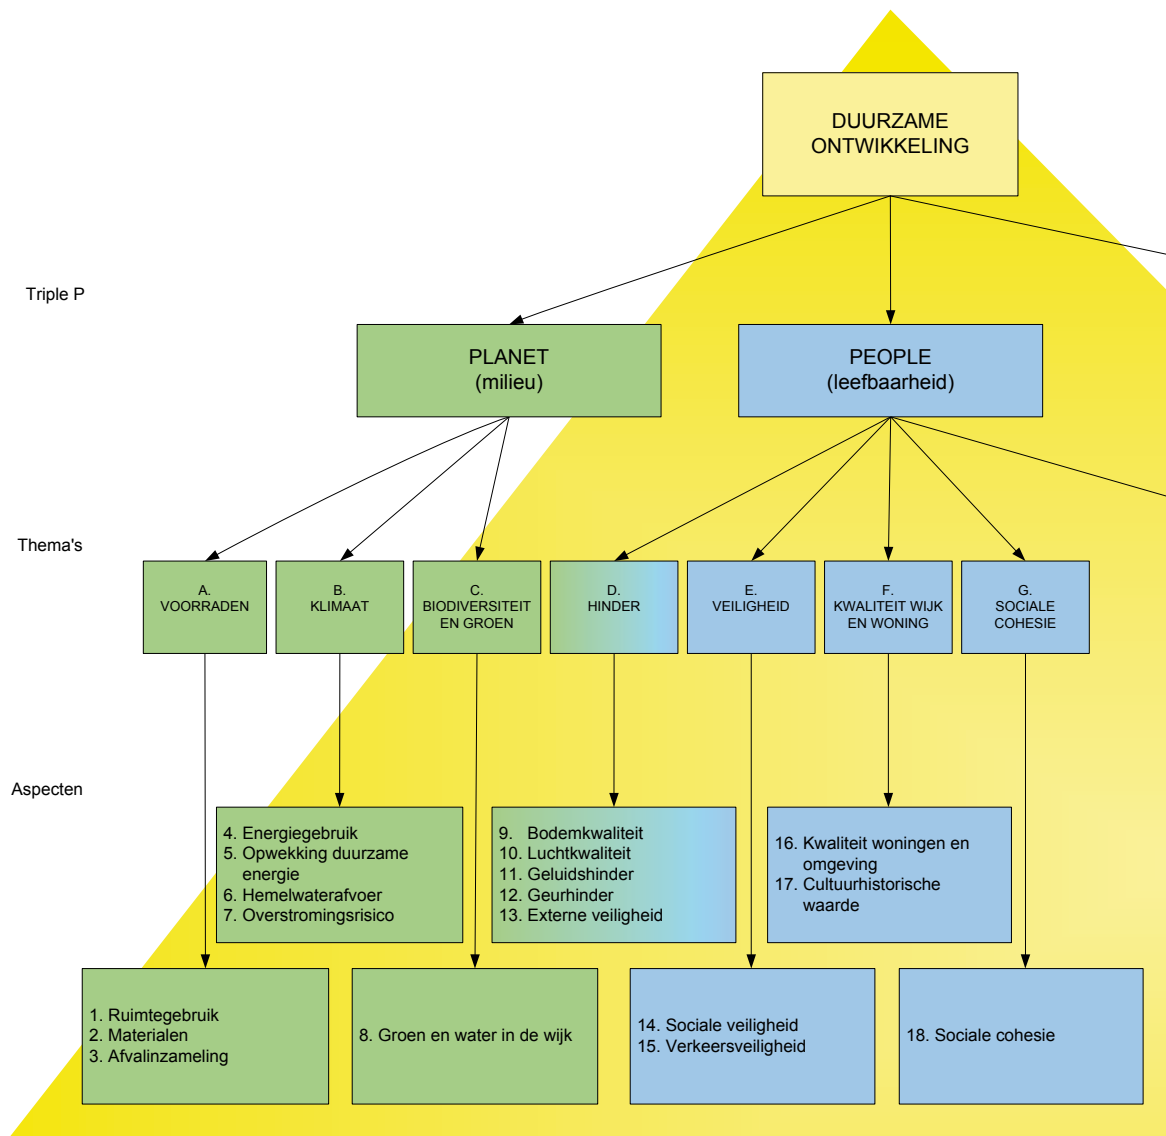 DUURZAME
ONTWIKKELING
Triple P
PLANET
(milieu)
PEOPLE
(leefbaarheid)
Thema's
A.
VOORRADEN
B.
KLIMAAT
C.
BIODIVERSITEIT
EN GROEN
D.
HINDER
E.
VEILIGHEID
F.
KWALITEIT WIJK
EN WONING
G.
SOCIALE
COHESIE
Aspecten
4. Energiegebruik
5. Opwekking duurzame
energie
6. Hemelwaterafvoer
7. Overstromingsrisico
9. Bodemkwaliteit
10. Luchtkwaliteit
11. Geluidshinder
12. Geurhinder
13. Externe veiligheid
16. Kwaliteit woningen en
omgeving
17. Cultuurhistorische
waarde
1. Ruimtegebruik
2. Materialen
3. Afvalinzameling
8. Groen en water in de wijk
14. Sociale veiligheid
15. Verkeersveiligheid
18. Sociale cohesie